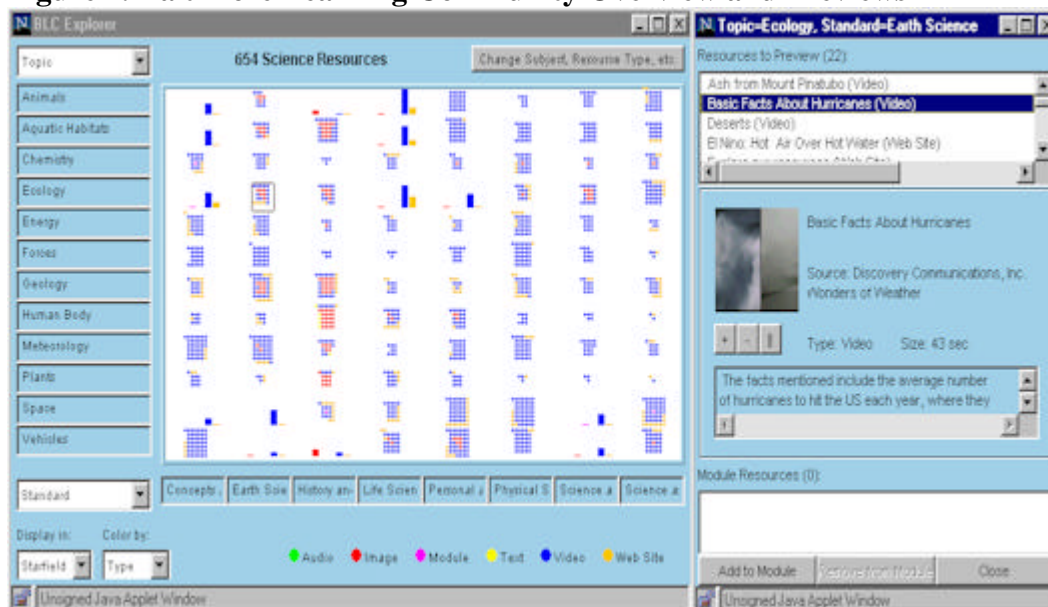 BLC Explorer
Topic
654 Science Resources
Change Subject, Resource Type, etc.
Animals
Aquatic Habitats
Chemistry
Ecology
Energy
Forces
Geology
Human Body
Meteorology
Plants
Space
Vehicles
Standard
Concepts
Earth Scie
History an
Life Scien
Personal a
Physical S
Science a
Science a
Display in:
Color by:
Starfield
Type
Audio
Image
Module
Text
Video
Web Site
Unsigned Java Applet Window
Topic=Ecology, Standard=Earth Science
Resources to Preview (22):
Ash from Mount Pinatubo (Video)
Basic Facts About Hurricanes (Video)
Deserts (Video)
El Nino: Hot Air Over Hot Water (Web Site)
Basic Facts About Hurricanes
Source: Discovery Communications, Inc.
Wonders of Weather
Type: Video Size: 43 sec
The facts mentioned include the average number
of hurricanes to hit the US each year, where they
Module Resources (0):
Add to Module
Remove from Module
Close
Unsigned Java Applet Window